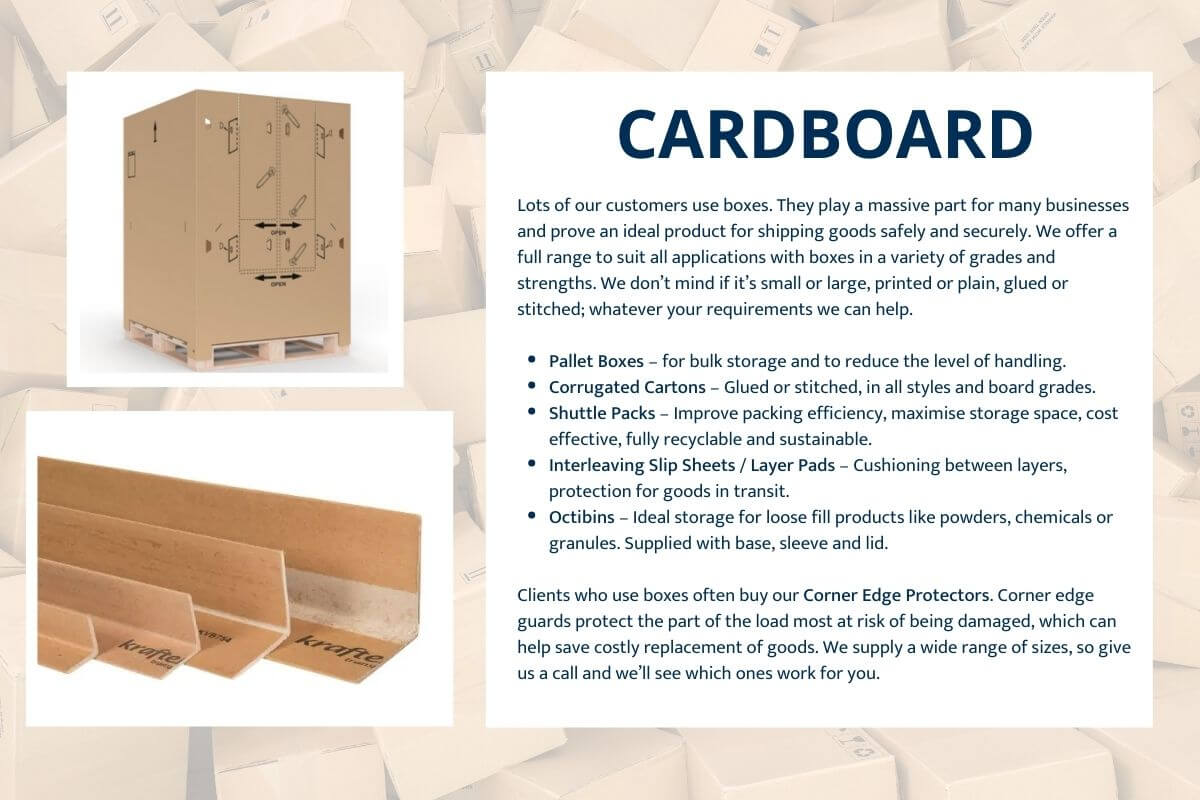 CARDBOARD
Lots of our customers use boxes. They play a massive part for many businesses
and prove an ideal product for shipping goods safely and securely. We offer a
full range to suit all applications with boxes in a variety of grades and
strengths. We don’t mind if it’s small or large, printed or plain, glued or
stitched; whatever your requirements we can help.
• Pallet Boxes – for bulk storage and to reduce the level of handling.
• Corrugated Cartons – Glued or stitched, in all styles and board grades.
• Shuttle Packs – Improve packing efficiency, maximise storage space, cost
effective, fully recyclable and sustainable.
• Interleaving Slip Sheets / Layer Pads – Cushioning between layers,
protection for goods in transit.
• Octibins – Ideal storage for loose fill products like powders, chemicals or
granules. Supplied with base, sleeve and lid.
Clients who use boxes often buy our Corner Edge Protectors. Corner edge
guards protect the part of the load most at risk of being damaged, which can
help save costly replacement of goods. We supply a wide range of sizes, so give
us a call and we’ll see which ones work for you.
OPEN
OPEN
krafte
krafte